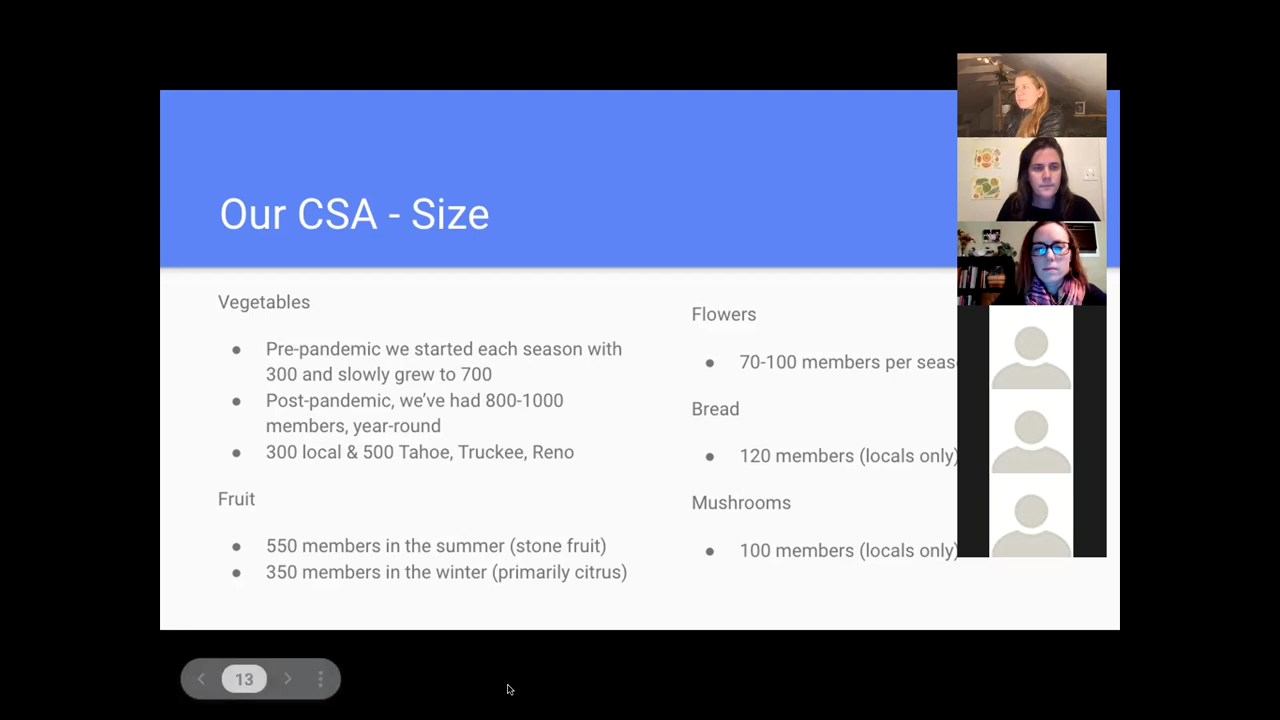 Our CSA - Size
Vegetables
● Pre-pandemic we started each season with
300 and slowly grew to 700
● Post-pandemic, we've had 800-1000
members, year-round
● 300 local & 500 Tahoe, Truckee, Reno
Fruit
● 550 members in the summer (stone fruit)
● 350 members in the winter (primarily citrus)
Flowers
● 70-100 members per seas
Bread
● 120 members (locals only)
Mushrooms
● 100 members (locals only)
13